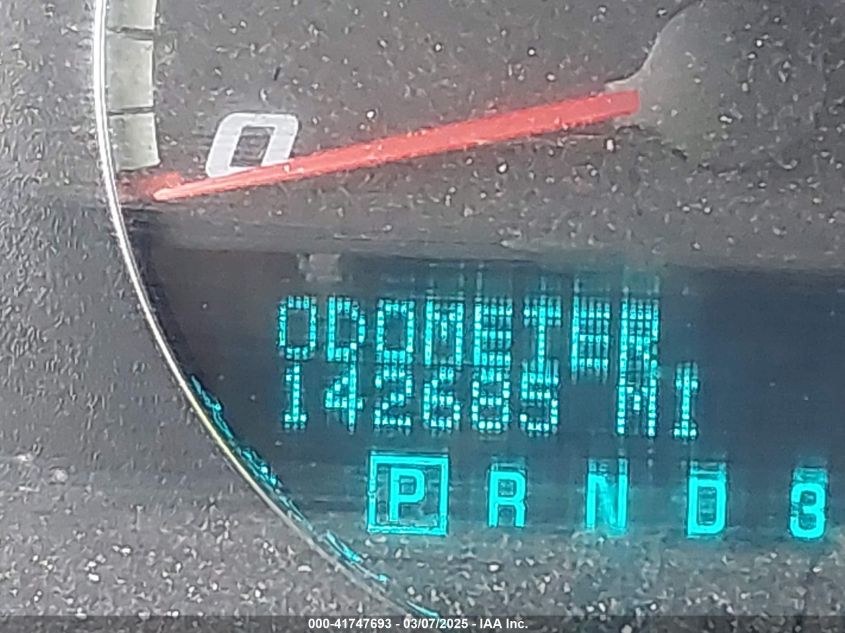 0
ODOMETER
142685 MI
P R N D 3
000-41747693 - 03/07/2025 - IAA Inc.